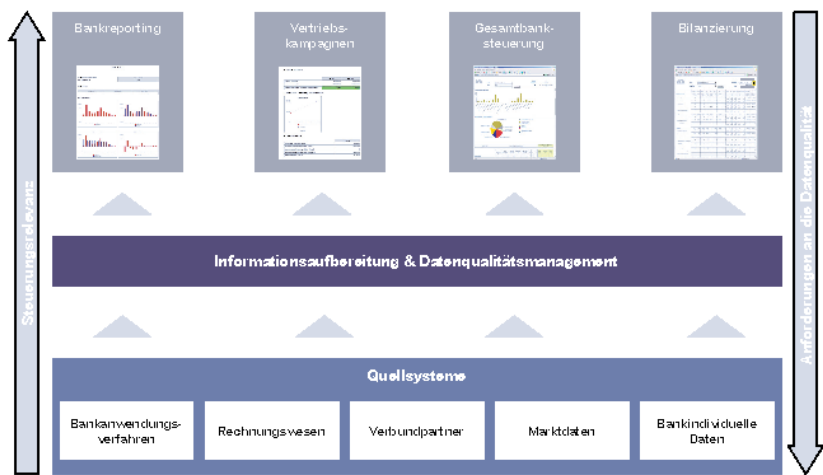 Bankreporting
Vertriebs-
kampagnen
Gesamtbank-
steuerung
Bilanzierung
Steuerungsrelevanz
Anforderungen an die Datenqualität
Informationsaufbereitung & Datenqualitätsmanagement
Quellsysteme
Bankanwendungs-
verfahren
Rechnungswesen
Verbundpartner
Marktdaten
Bankindividuelle
Daten